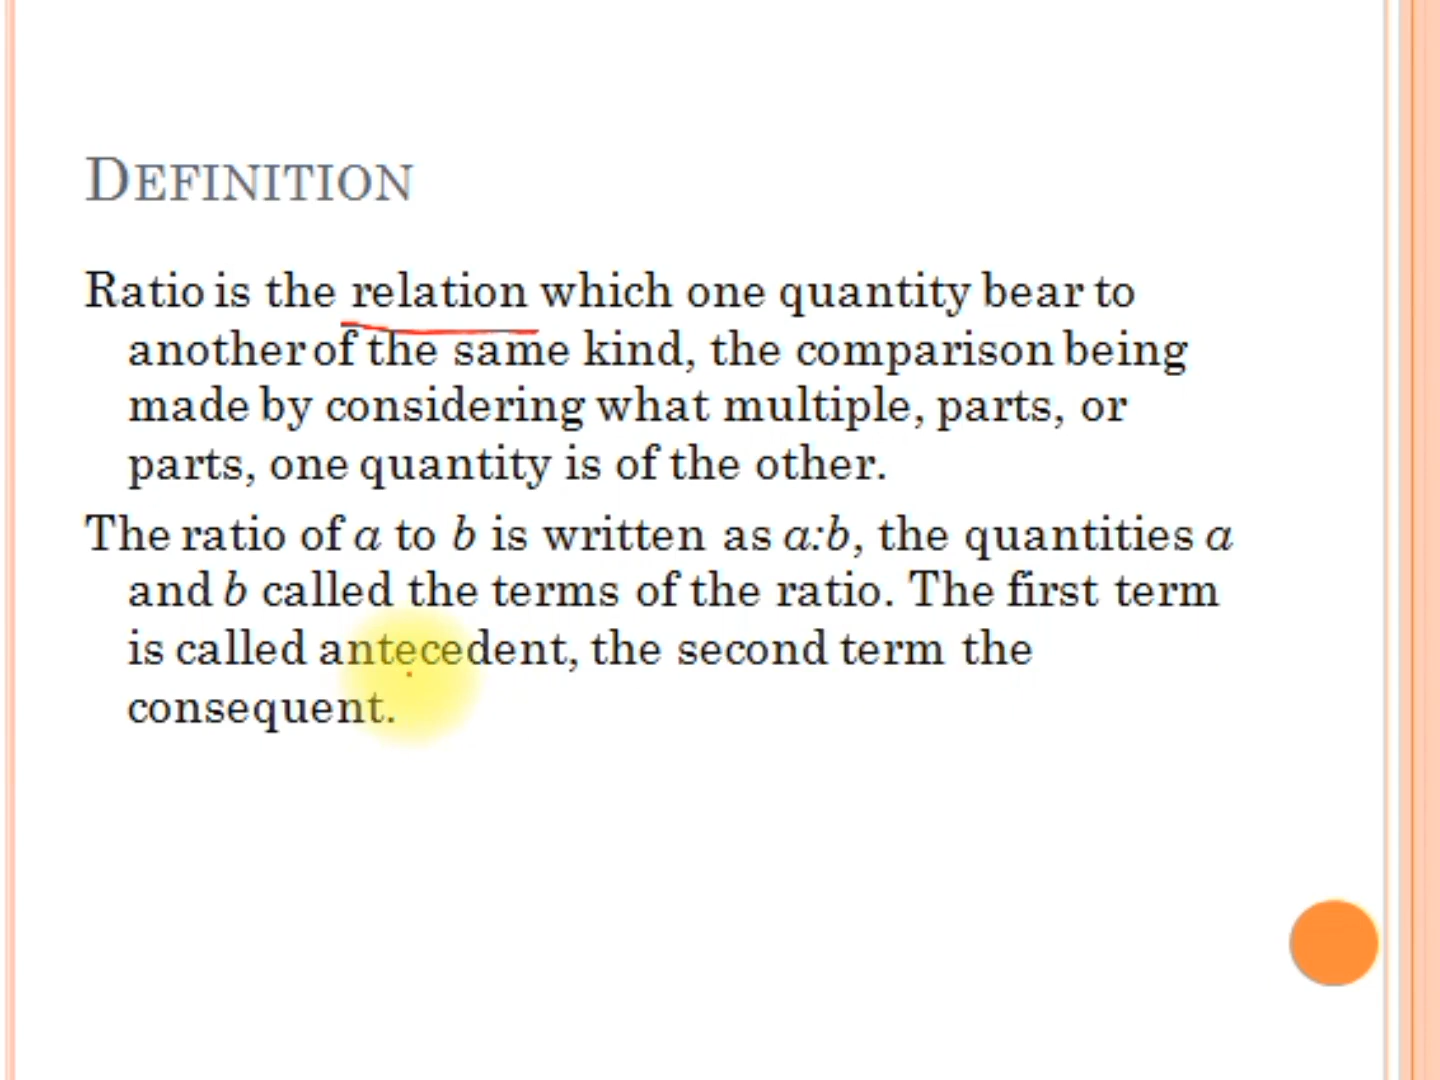 DEFINITION
Ratio is the relation which one quantity bear to
another of the same kind, the comparison being
made by considering what multiple, parts, or
parts, one quantity is of the other.
The ratio of a to b is written as a:b, the quantities a
and b called the terms of the ratio. The first term
is called antecedent, the second term the
consequent.